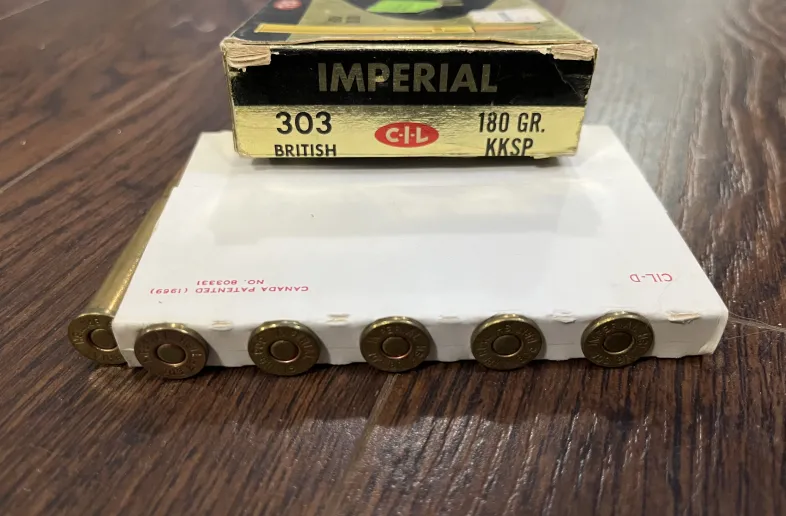 IMPERIAL
303
BRITISH
C·I·L
180 GR.
KKSP
CANADA PATENTED (1969)
NO. 803331
CIL-D